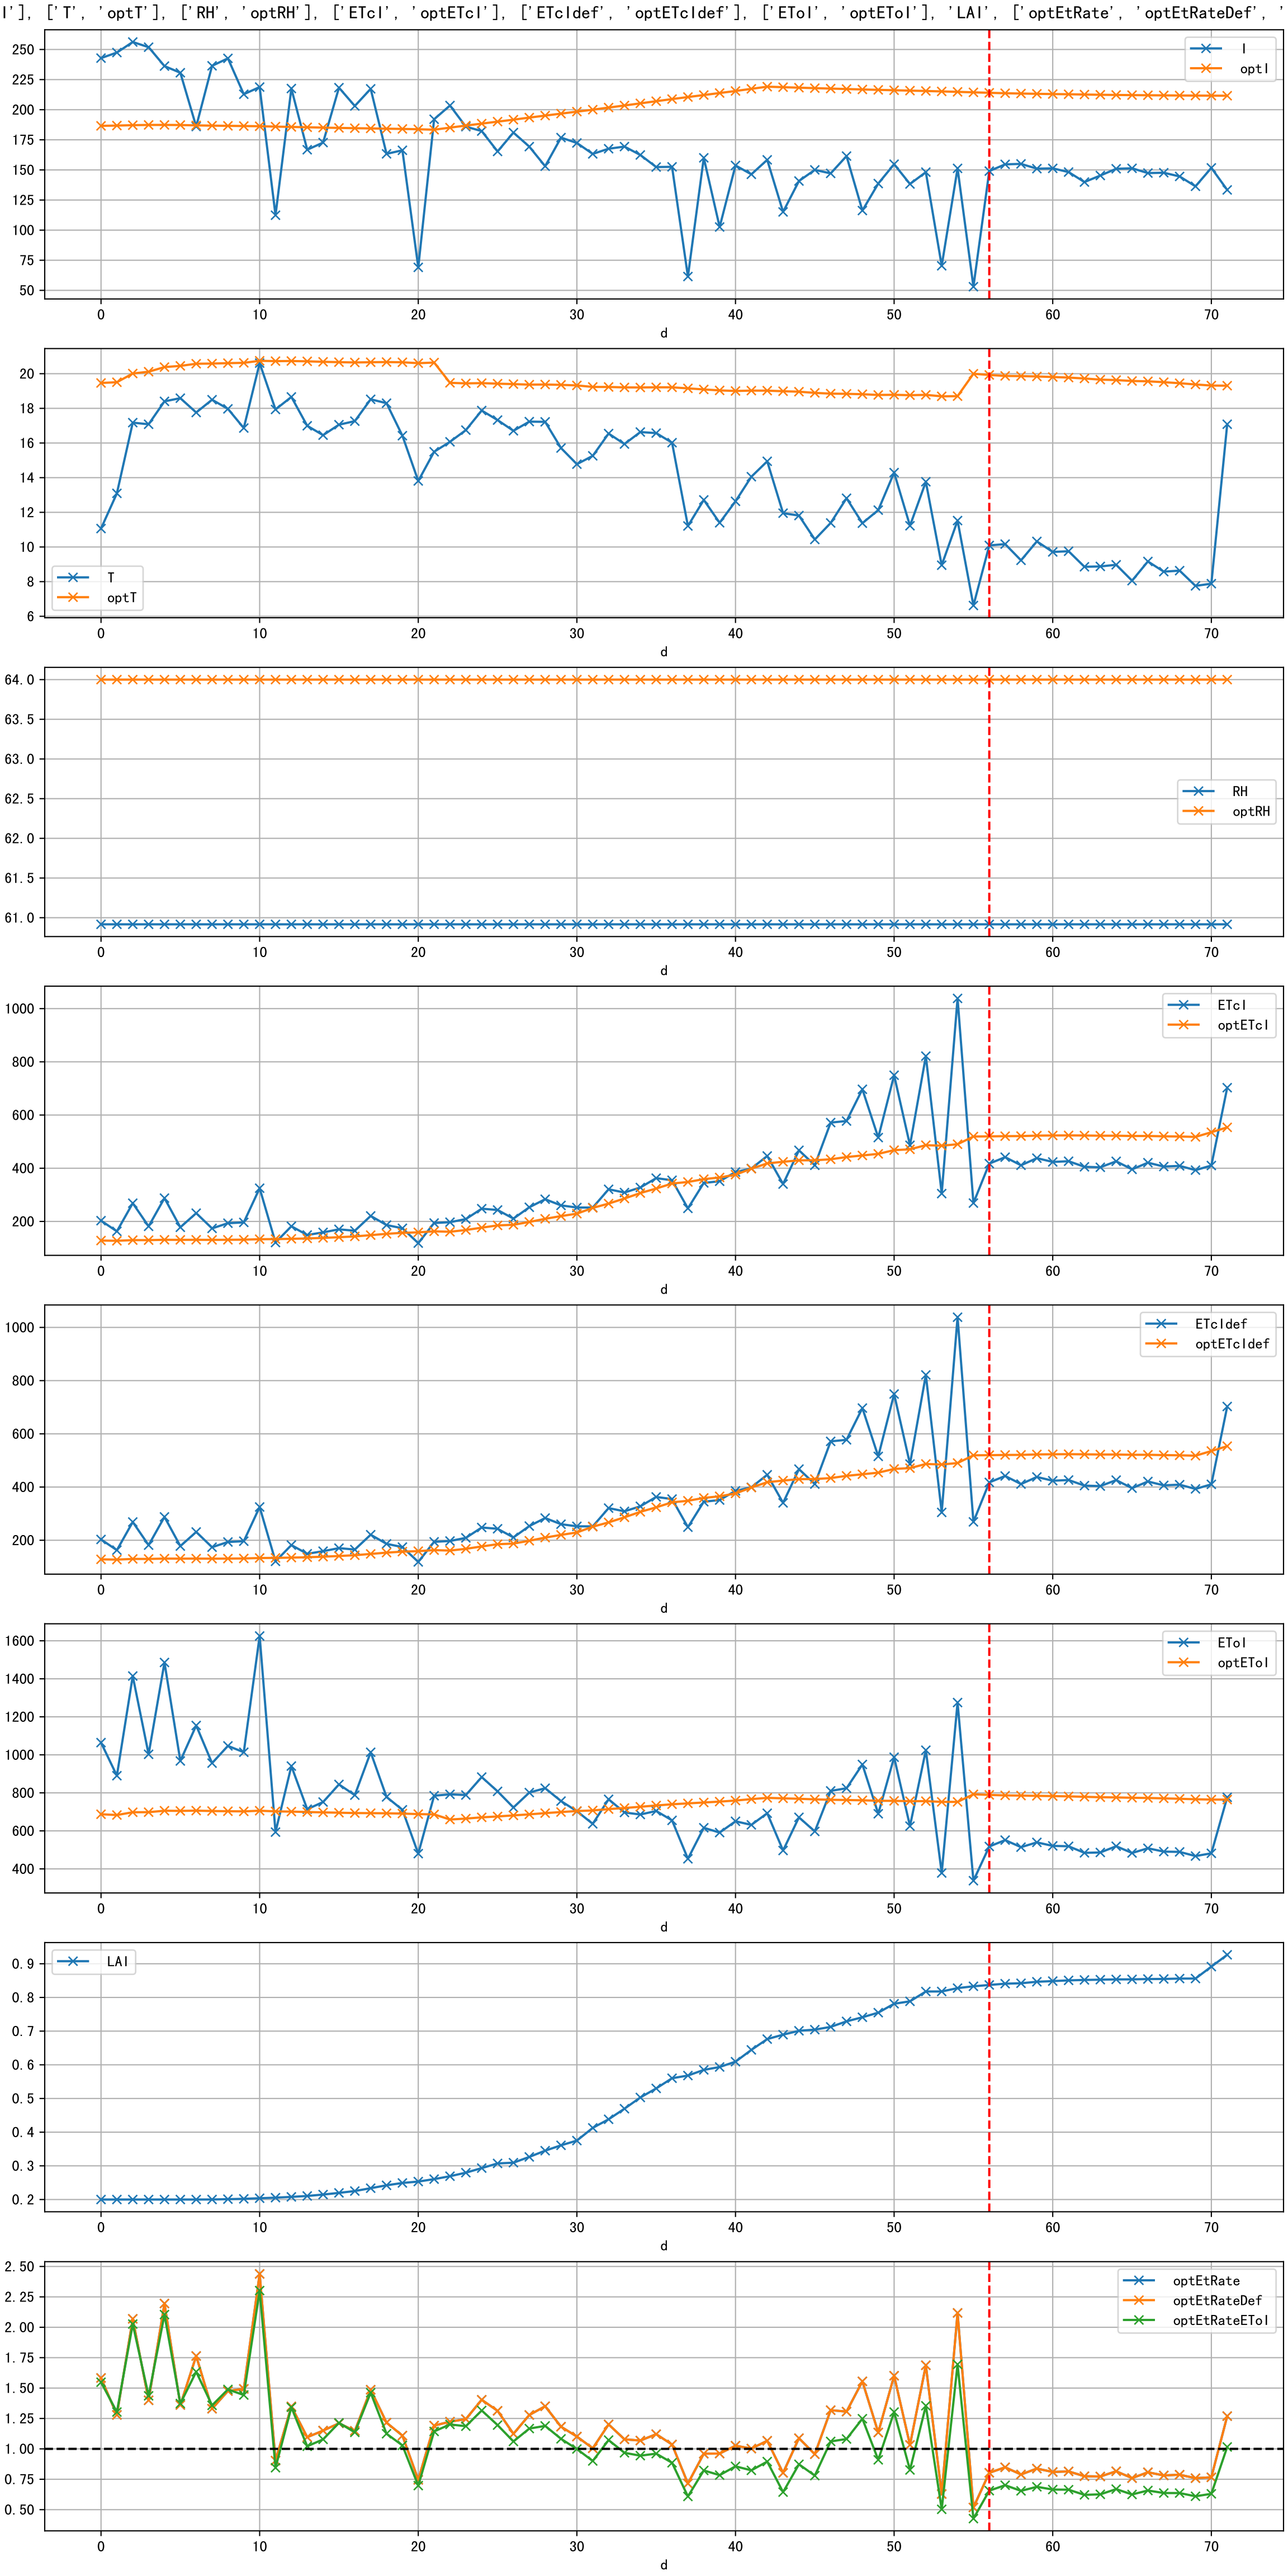 I'], ['T', 'optT'], ['RH', 'optRH'], ['ETcI', 'optETcI'], ['ETcIdef', 'optETcIdef'], ['EToI', 'optEToI'], 'LAI', ['optEtRate', 'optEtRateDef', '
250
225
200
175
150
125
100
75
50
I
optI
0 10 20 30 40 50 60 70
d
20
18
16
14
12
10
8
6
T
optT
0 10 20 30 40 50 60 70
d
64.0
63.5
63.0
62.5
62.0
61.5
61.0
RH
optRH
0 10 20 30 40 50 60 70
d
1000
800
600
400
200
ETcI
optETcI
0 10 20 30 40 50 60 70
d
1000
800
600
400
200
ETcIdef
optETcIdef
0 10 20 30 40 50 60 70
d
1600
1400
1200
1000
800
600
400
EToI
optEToI
0 10 20 30 40 50 60 70
d
0.9
0.8
0.7
0.6
0.5
0.4
0.3
0.2
LAI
0 10 20 30 40 50 60 70
d
2.50
2.25
2.00
1.75
1.50
1.25
1.00
0.75
0.50
optEtRate
optEtRateDef
optEtRateEToI
0 10 20 30 40 50 60 70
d